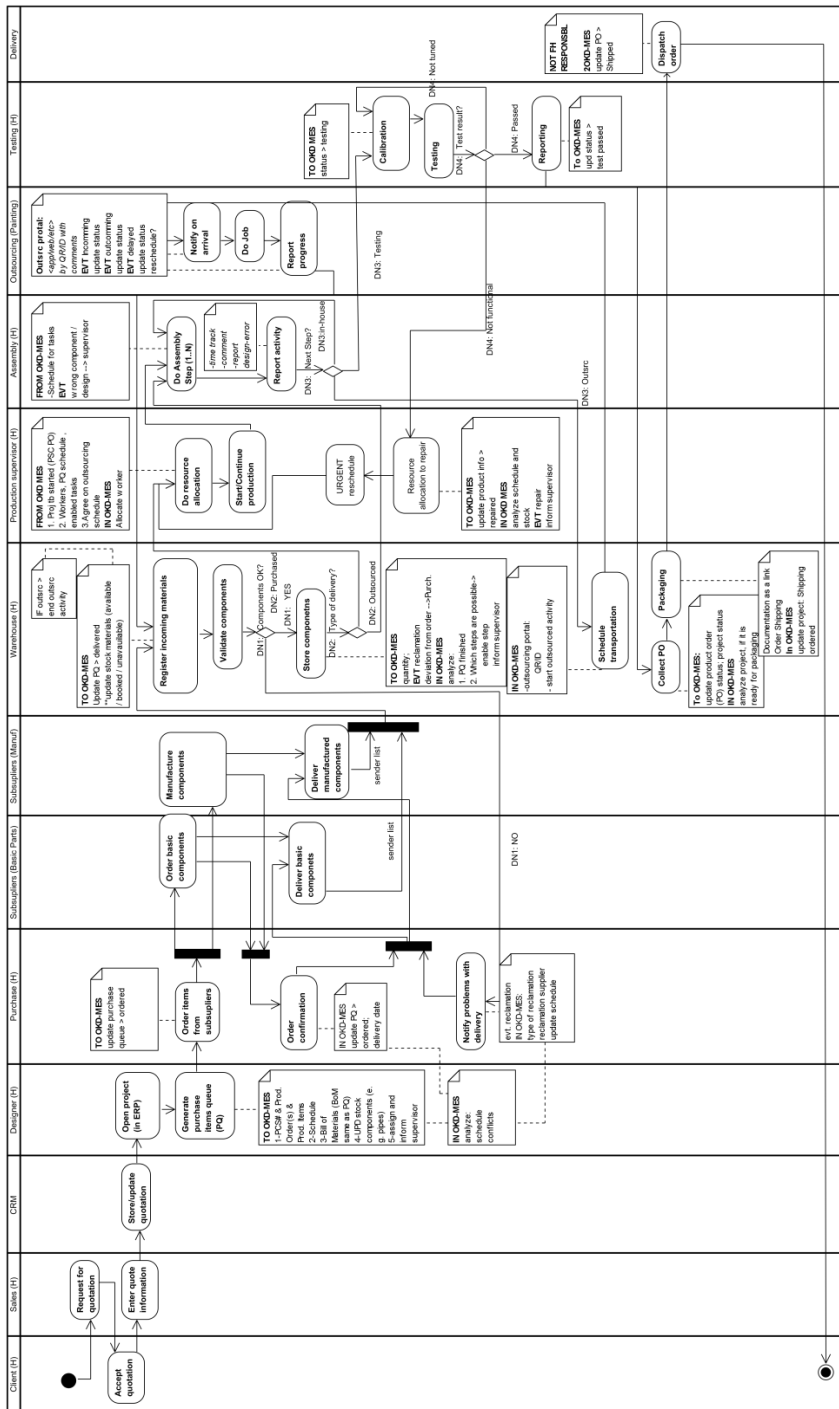 Client (H)
Sales (H)
CRM
Designer (H)
Purchase (H)
Subsupliers (Basic Parts)
Subsupliers (Manuf)
Warehouse (H)
Production supervisor (H)
Assembly (H)
Outsourcing (Painting)
Testing (H)
Delivery
Accept
quotation
Request for
quotation
Enter quote
information
Store/update
quotation
Open project
(in ERP)
Generate
purchase
items queue
(PQ)
TO OKD-MES
1-PCS# & Prod.
Order(s) &
Prod. Items
2-Schedule
3-Bill of
Materials (BoM
same as PQ)
4-UPD stock
components (e.
g. pipes)
5-assign and
inform
supervisor
IN OKD-MES
analyze:
schedule
conflicts
TO OKD-MES
update purchase
queue > ordered
Order items
from
subsupliers
Order
confirmation
IN OKD-MES
update PQ >
ordered;
delivery date
Notify problems with
delivery
evt. reclamation
IN OKD-MES:
type of reclamation
reclamation supplier
update schedule
Order basic
components
Deliver basic
componets
sender list
DN1: NO
Manufacture
components
Deliver
manufactured
components
sender list
IF outsrc >
end outsrc
activity
TO OKD-MES
Update PQ > delivered
**update stock materials (available
/ booked / unavailable)
Register incoming materials
Validate components
DN1: Components OK?
DN1: YES
DN2: Purchased
Store componetns
DN2: Type of delivery?
DN2: Outsourced
TO OKD-MES
quantity;
EVT reclamation
deviation from order -->Purch.
IN OKD-MES
analyze:
1. PQ finished
2. Which steps are possible->
enable step
inform supervisor
IN OKD-MES
-outsourcing portal:
QR/ID
- start outsourced activity
Schedule
transportation
Collect PO
To OKD-MES:
update product order
(PO) status; project status
IN OKD-MES
analyze project, if it is
ready for packaging
Packaging
Documentation as a link
Order Shipping
In OKD-MES
update project: Shipping
ordered
FROM OKD MES
1. Proj tb started (PSC PO)
2. Workers, PQ schedule ,
enabled tasks
3.Agree on outsourcing
schedule
IN OKD-MES
Allocate w orker
Do resource
allocation
Start/Continue
production
URGENT
reschedule
Resource
allocation to repair
TO OKD-MES
update product info >
repaired
IN OKD MES
analyze schedule and
stock
EVT repair
inform supervisor
FROM OKD-MES
-Schedule for tasks
EVT
w rong component /
design --> supervisor
Do Assembly
Step (1..N)
-time track
-comment
-report
design-error
Report activity
DN3: Next Step?
DN3:in-house
DN3: Testing
DN4: Not functional
DN3: Outsrc
Outsrc protal:
<app/web/etc>
by QR/ID with
comments
EVT incomming
update status
EVT outcomming
update status
EVT delayed
update status
reschedule?
Notify on
arrival
Do Job
Report
progress
TO OKD MES
status > testing
Calibration
Testing
DN4: Test result?
DN4: Not tuned
DN4: Passed
Reporting
To OKD-MES
upd status >
test passed
NOT FH
RESPONSBL
2OKD-MES
update PO >
Shipped
Dispatch
order